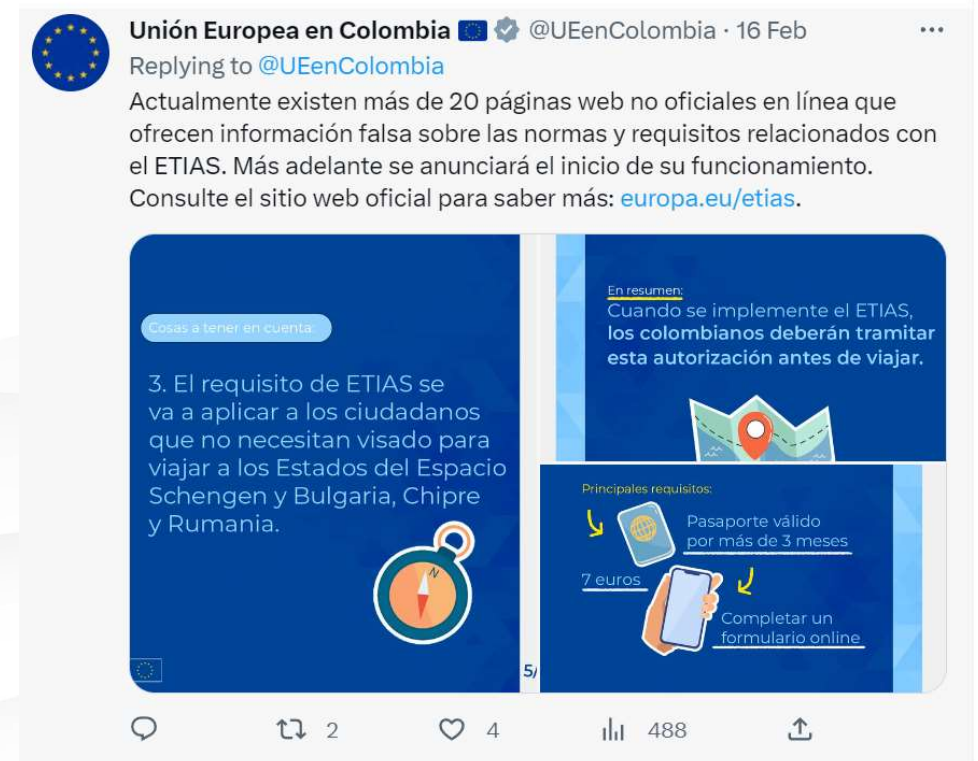 Unión Europea en Colombia @UEenColombia · 16 Feb
Replying to @UEenColombia
Actualmente existen más de 20 páginas web no oficiales en línea que
ofrecen información falsa sobre las normas y requisitos relacionados con
el ETIAS. Más adelante se anunciará el inicio de su funcionamiento.
Consulte el sitio web oficial para saber más: europa.eu/etias.
Cosas a tener en cuenta:
3. El requisito de ETIAS se
va a aplicar a los ciudadanos
que no necesitan visado para
viajar a los Estados del Espacio
Schengen y Bulgaria, Chipre
y Rumania.
N
5/
En resumen:
Cuando se implemente el ETIAS,
los colombianos deberán tramitar
esta autorización antes de viajar.
Principales requisitos:
Pasaporte válido
por más de 3 meses
7 euros
Completar un
formulario online
2
4
488